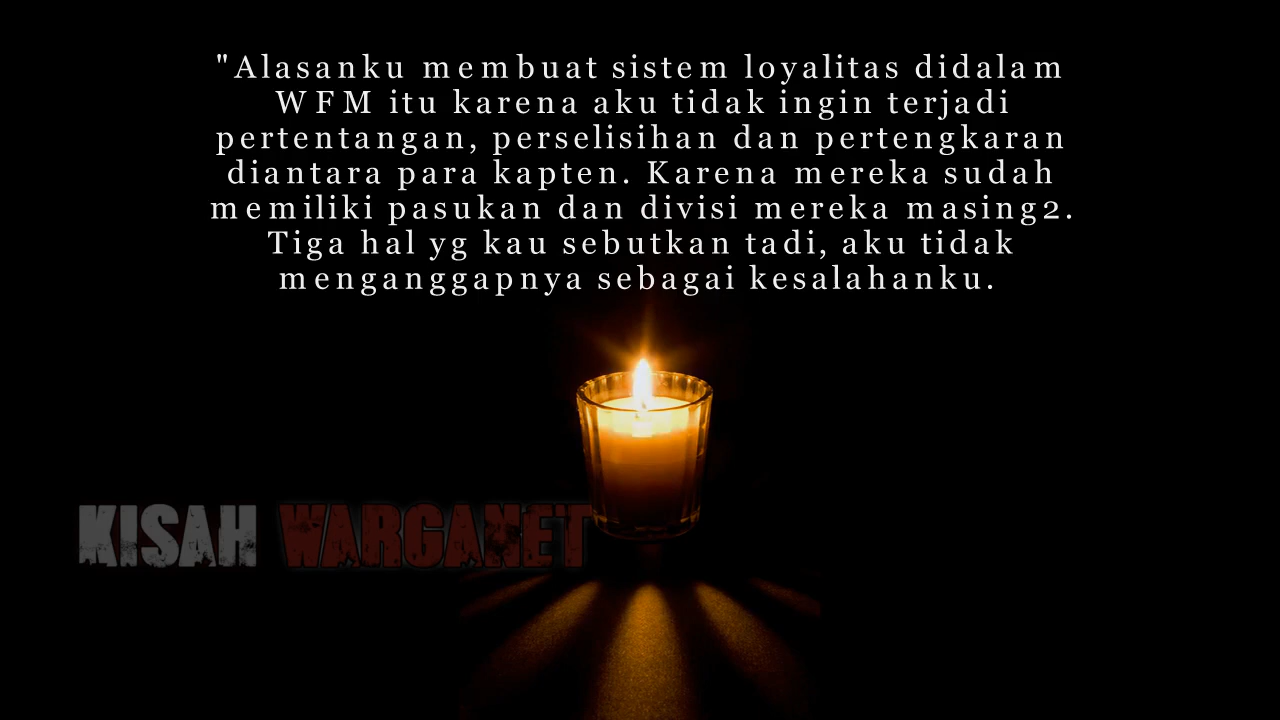 "Alasanku membuat sistem loyalitas didalam
WFM itu karena aku tidak ingin terjadi
pertentangan, perselisihan dan pertengkaran
diantara para kapten. Karena mereka sudah
memiliki pasukan dan divisi mereka masing2.
Tiga hal yg kau sebutkan tadi, aku tidak
menganggapnya sebagai kesalahanku.
KISAH WARGANET